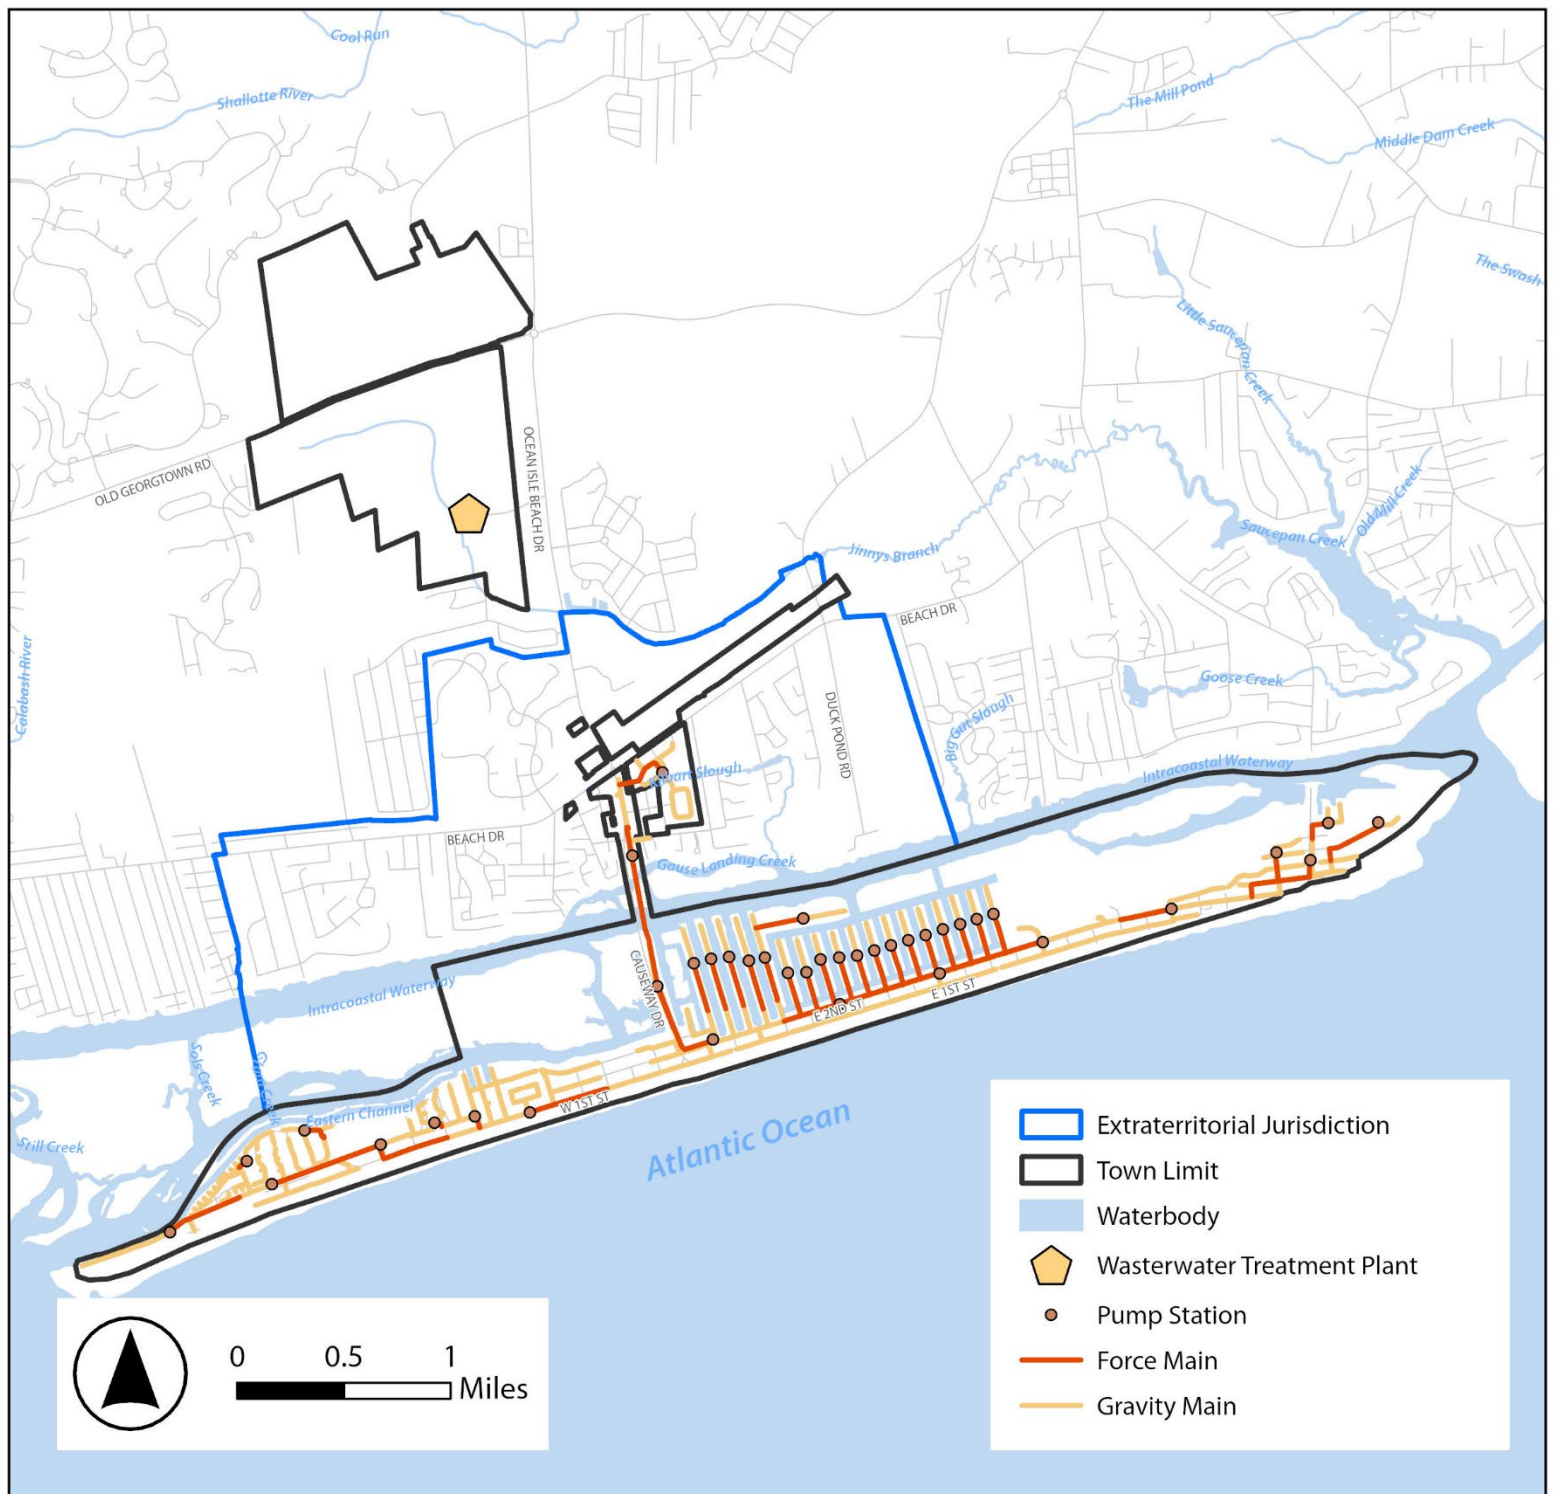 Cool Run
Shallotte River
The Mill Pond
Middle Dam Creek
The Swash
Little Saucepan Creek
OLD GEORGTOWN RD
OCEAN ISLE BEACH DR
Old Mill Creek
Saucepan Creek
Jinnys Branch
BEACH DR
Calabash River
Goose Creek
DUCK POND RD
Big Gut Slough
Intracoastal Waterway
Kilbart Slough
BEACH DR
Gause Landing Creek
CAUSEWAY DR
Intracoastal Waterway
E 1ST ST
E 2ND ST
Sols Creek
Creek
Eastern Channel
W 1ST ST
Still Creek
Atlantic Ocean
Extraterritorial Jurisdiction
Town Limit
Waterbody
Wasterwater Treatment Plant
Pump Station
Force Main
Gravity Main
0 0.5 1
Miles